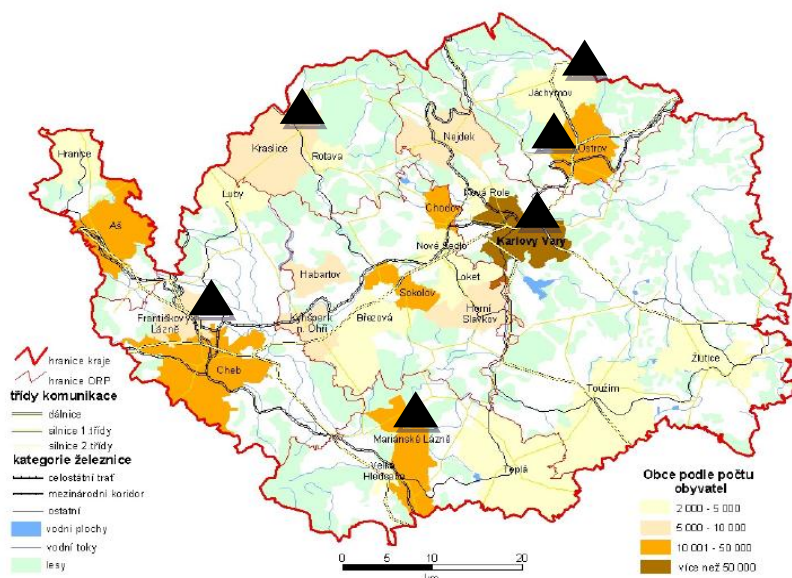 Hranice
Aš
Kraslice
Rotava
Luby
Nejdek
Jáchymov
Ostrov
Nová Role
Chodov
Karlovy Vary
Nové Sedlo
Loket
Habartov
Sokolov
Horní
Slavkov
Březová
Kynšperk
n. Ohří
Františkovy
Lázně
Cheb
Žlutice
Toužim
Mariánské Lázně
Velká
Hleďsebe
Teplá
hranice kraje
hranice ORP
třídy komunikace
dálnice
silnice 1.třídy
silnice 2.třídy
kategorie železnice
celostátní trať
mezinárodní koridor
ostatní
vodní plochy
vodní toky
lesy
0 5 10 20
km
Obce podle počtu
obyvatel
2 000 - 5 000
5 000 - 10 000
10 001 - 50 000
více než 50 000